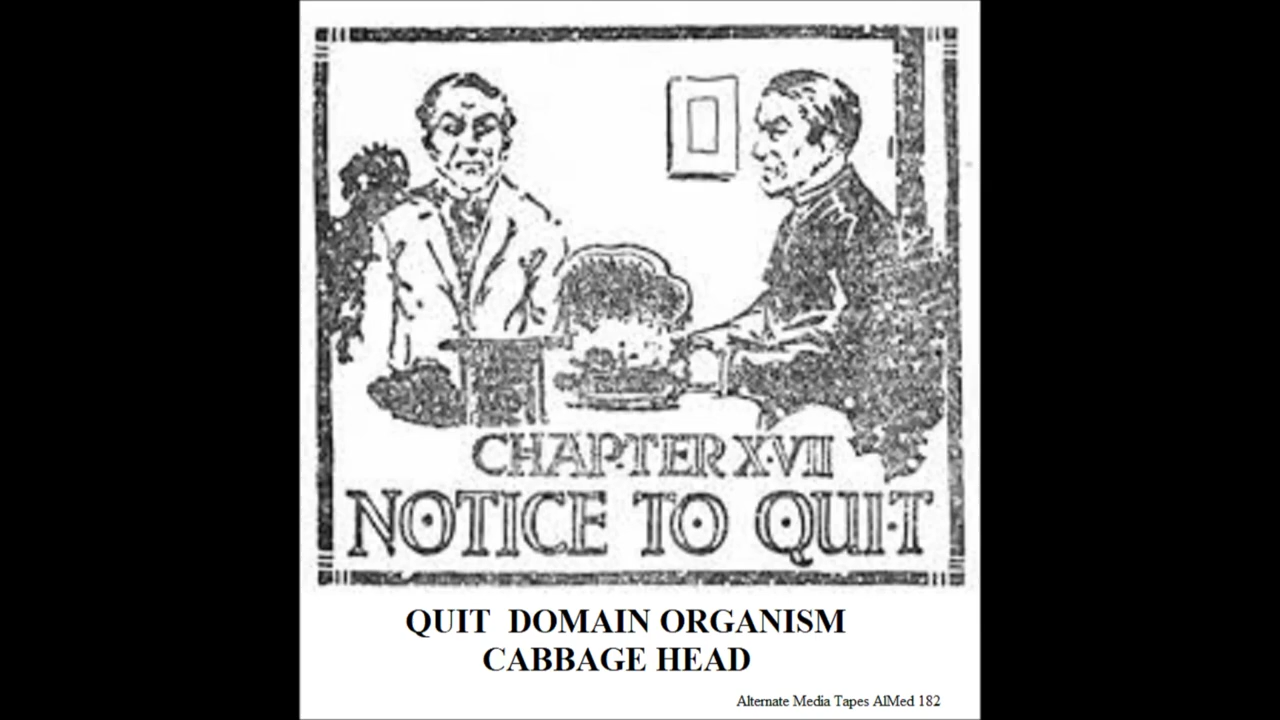 CHAPTER XVII
NOTICE TO QUIT
QUIT DOMAIN ORGANISM
CABBAGE HEAD
Alternate Media Tapes AlMed 182